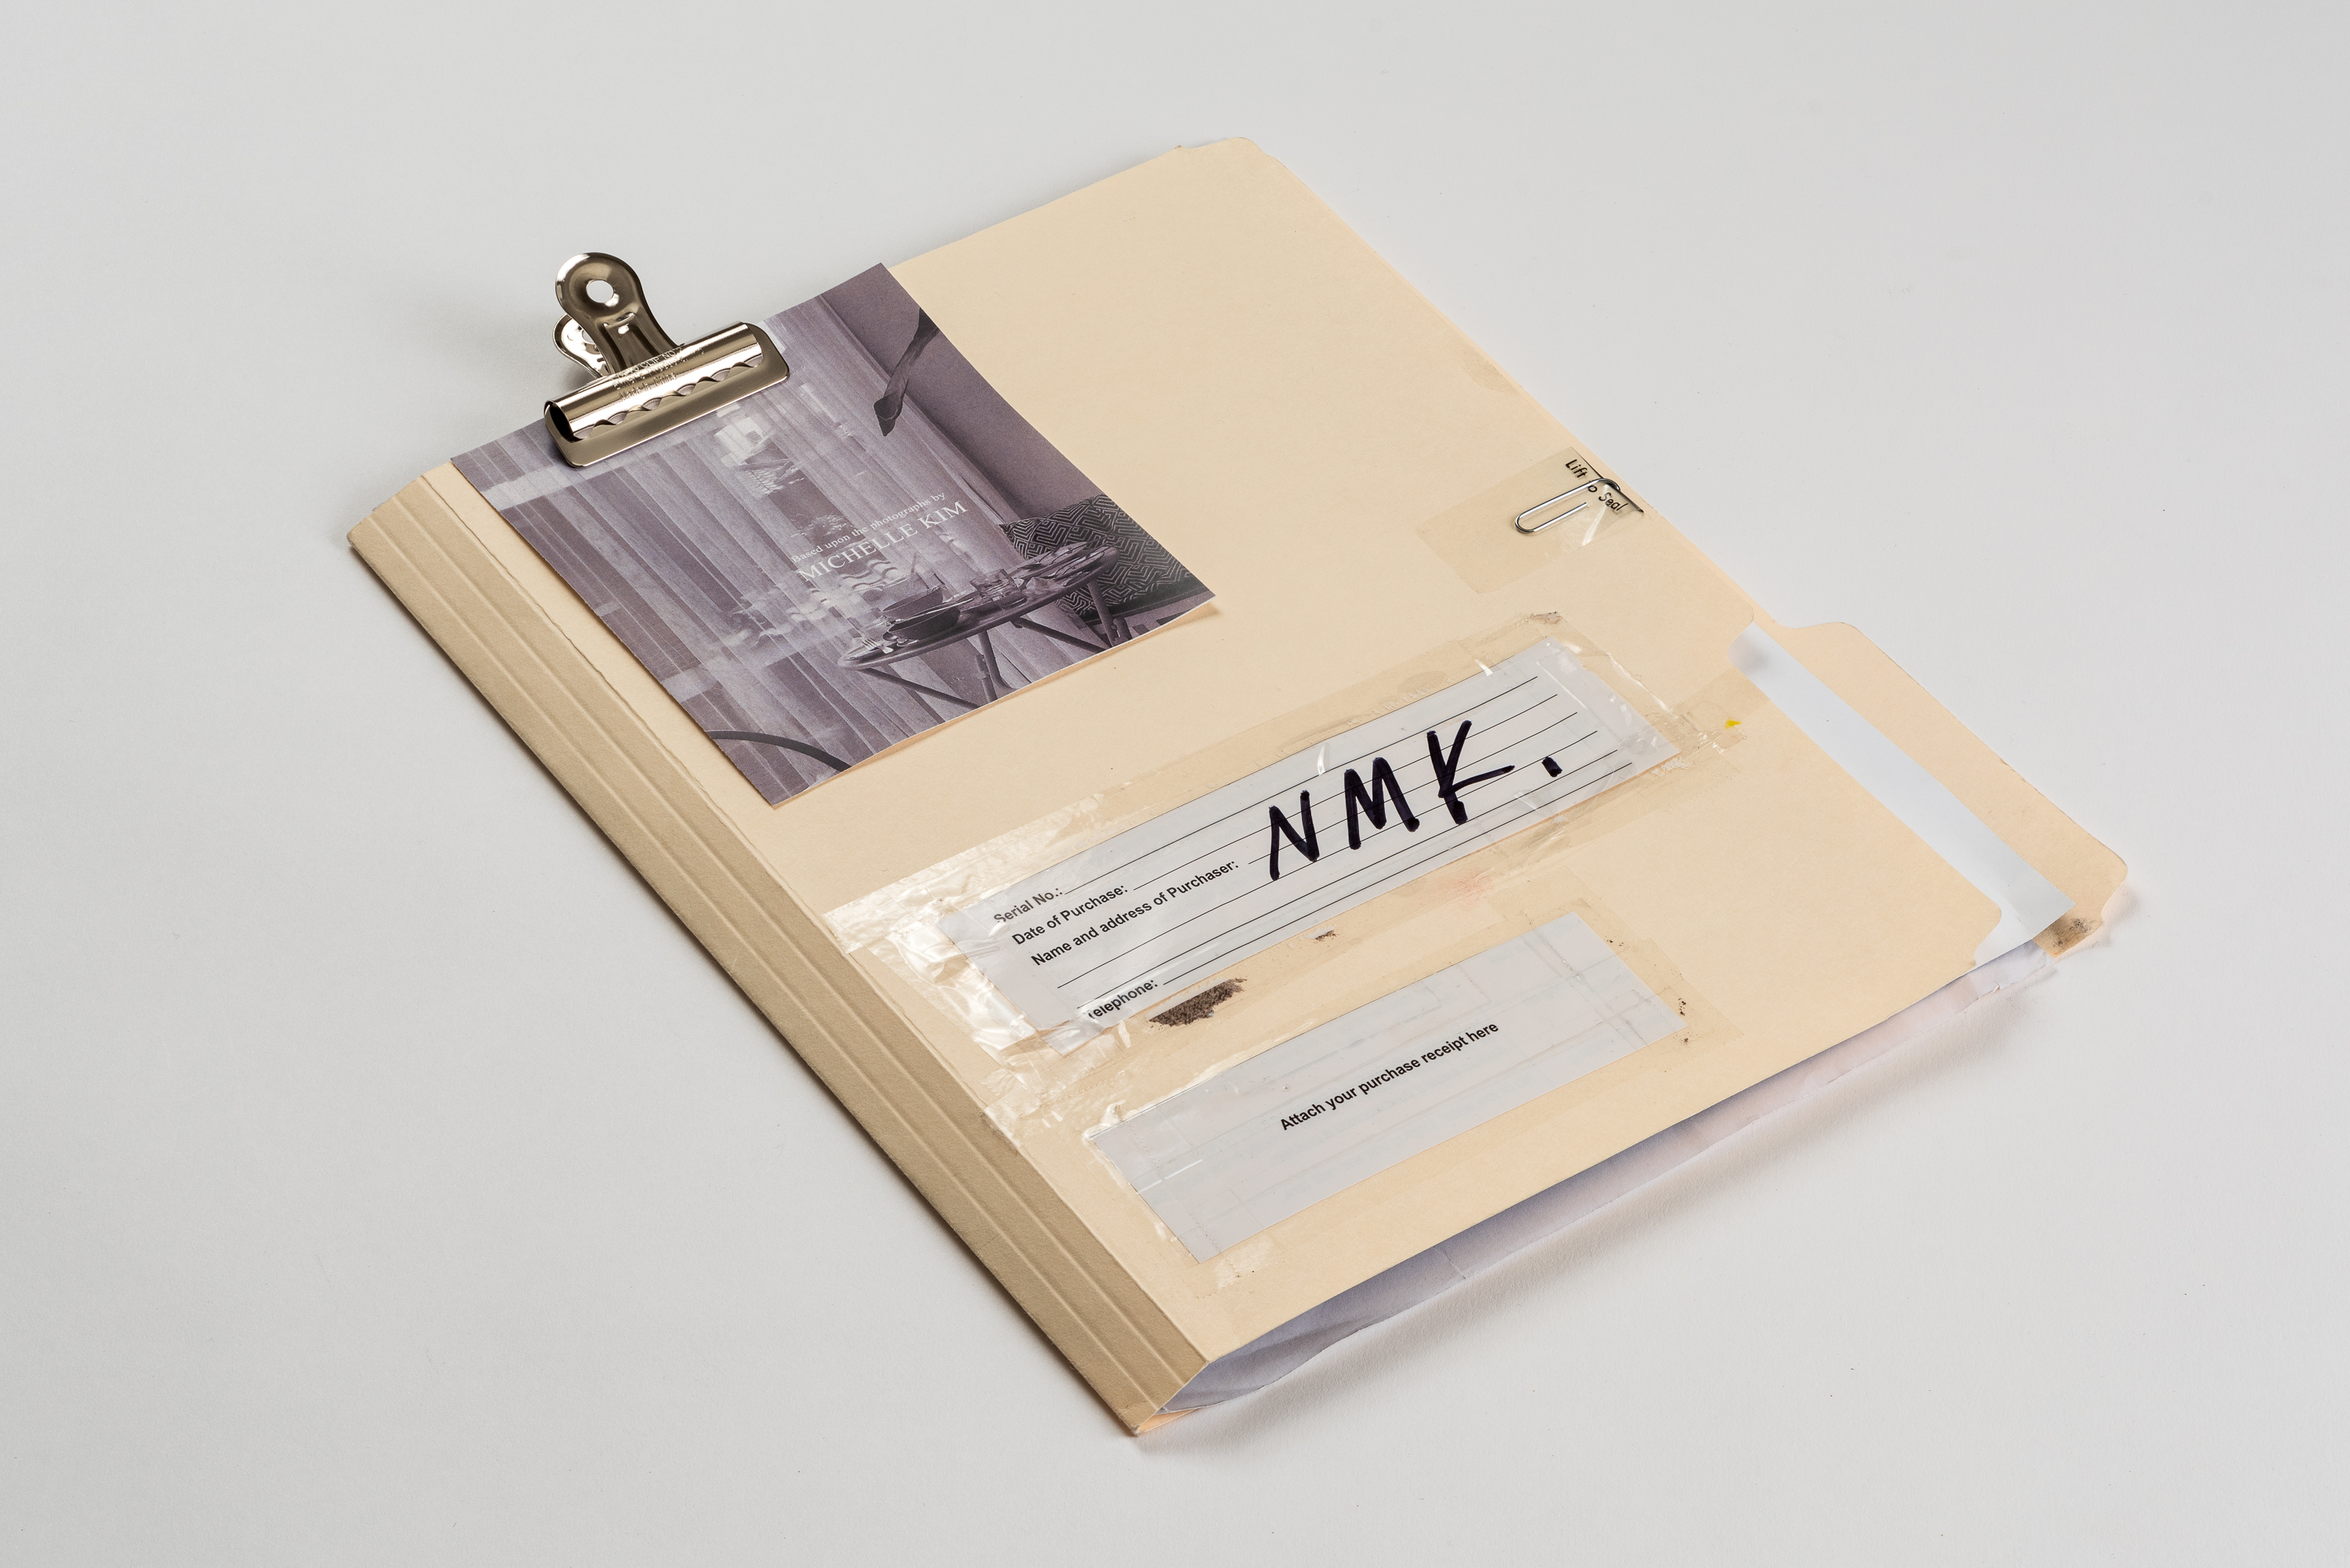 Based upon the photographs by
MICHELLE KIM
Lift to Seal
Serial No.:
Date of Purchase:
Name and address of Purchaser:
NMK.
Telephone:
Attach your purchase receipt here